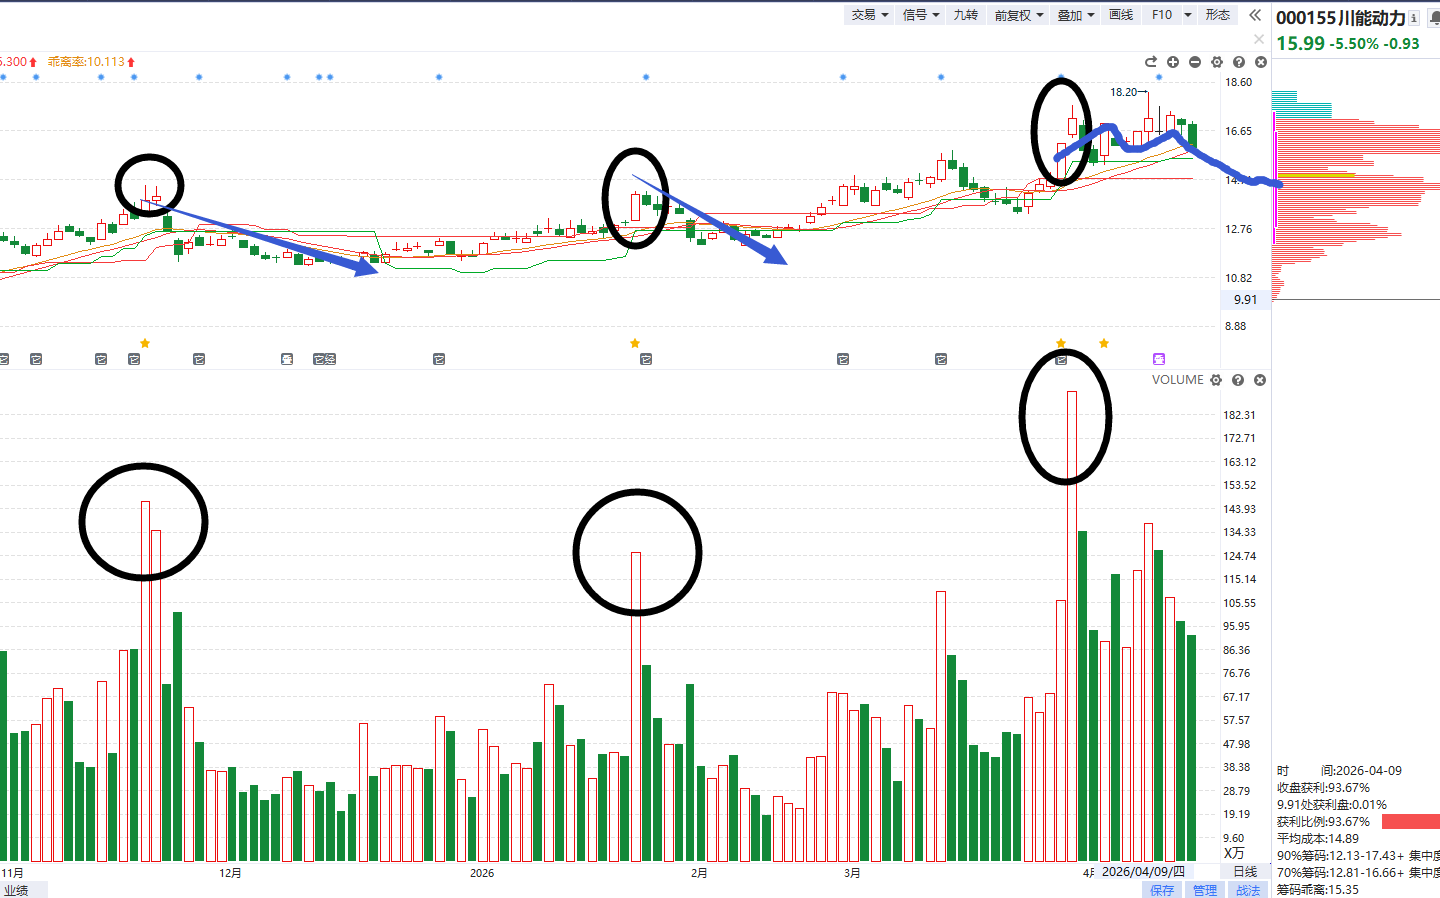 交易 信号 九转 前复权 叠加 画线 F10 形态
000155 川能动力
15.99 -5.50% -0.93
5.300 乖离率:10.113
18.60
18.20
16.65
12.76
10.82
9.91
8.88
VOLUME
182.31
172.71
163.12
153.52
143.93
134.33
124.74
115.14
105.55
95.95
86.36
76.76
67.17
57.57
47.98
38.38
28.79
19.19
9.60
X万
11月 12月 2026 2月 3月 2026/04/09/四 日线
业绩 保存 管理 战法
时 间:2026-04-09
收盘获利:93.67%
9.91处获利盘:0.01%
获利比例:93.67%
平均成本:14.89
90%筹码:12.13-17.43+ 集中度
70%筹码:12.81-16.66+ 集中度
筹码乖离:15.35